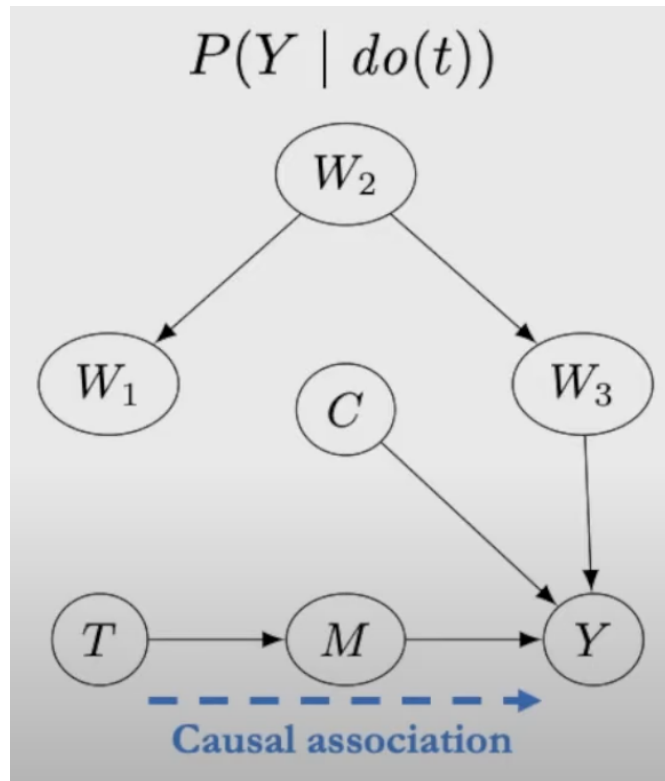 P(Y | do(t))
W₂
W₁
C
W₃
T
M
Y
Causal association